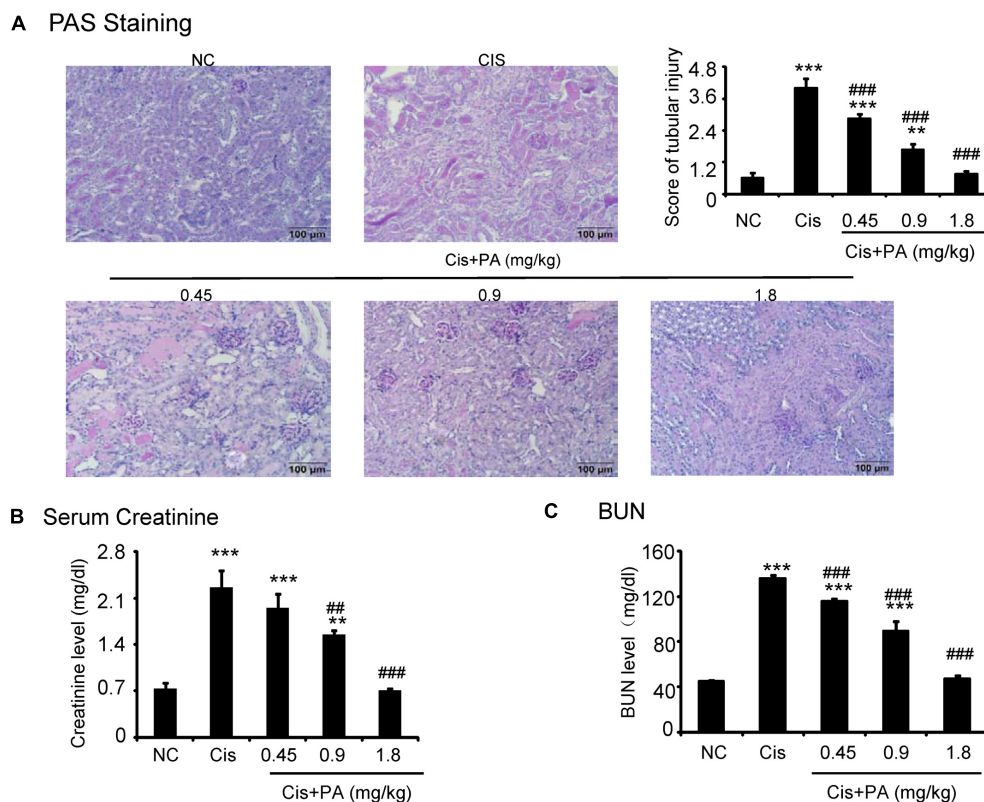 A PAS Staining
NC
CIS
100 µm
100 µm
Score of tubular injury
4.8
3.6
2.4
1.2
0
***
###
***
###
**
###
NC Cis 0.45 0.9 1.8
Cis+PA (mg/kg)
Cis+PA (mg/kg)
0.45 0.9 1.8
100 µm
100 µm
100 µm
B Serum Creatinine
Creatinine level (mg/dl)
2.8
2.1
1.4
0.7
0
***
***
##
**
###
NC Cis 0.45 0.9 1.8
Cis+PA (mg/kg)
C BUN
BUN level（mg/dl)
160
120
80
40
0
***
###
***
###
***
###
NC Cis 0.45 0.9 1.8
Cis+PA (mg/kg)